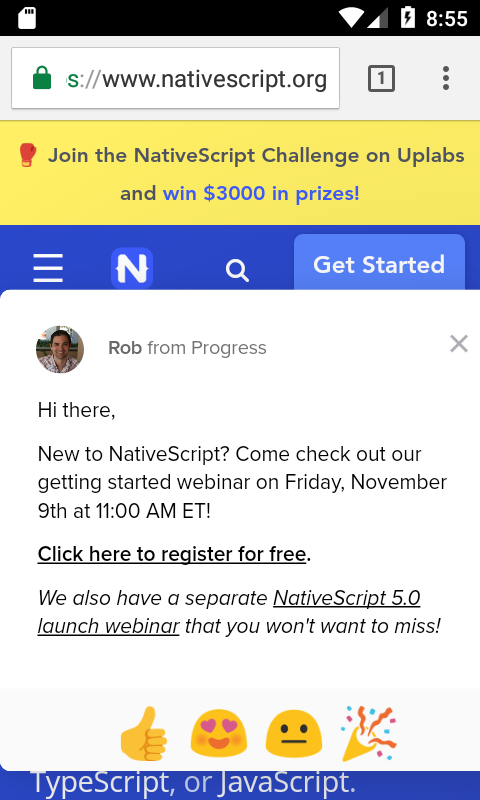 8:55
s://www.nativescript.org
1
Join the NativeScript Challenge on Uplabs
and win $3000 in prizes!
N
Get Started
Rob from Progress
Hi there,
New to NativeScript? Come check out our
getting started webinar on Friday, November
9th at 11:00 AM ET!
Click here to register for free.
We also have a separate NativeScript 5.0
launch webinar that you won't want to miss!
TypeScript, or JavaScript.